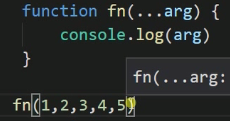 function fn(...arg) {
console.log(arg)
}
fn(...arg:
fn(1,2,3,4,5)